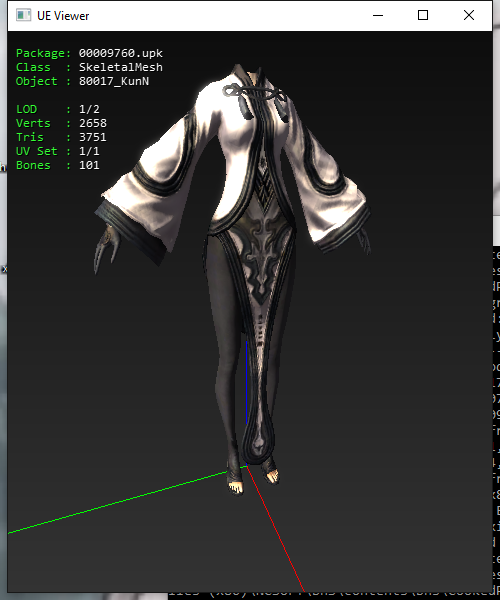 UE Viewer
Package: 00009760.upk
Class : SkeletalMesh
Object : 80017_KunN
LOD : 1/2
Verts : 2658
Tris : 3751
UV Set : 1/1
Bones : 101